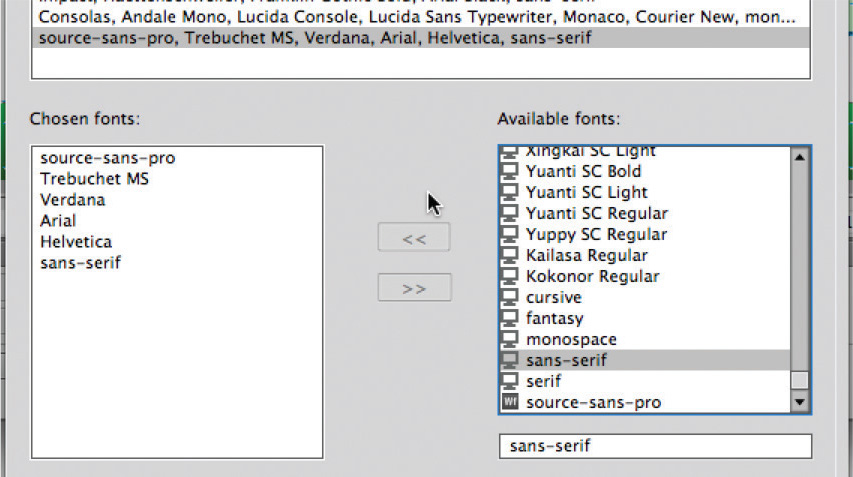 Consolas, Andale Mono, Lucida Console, Lucida Sans Typewriter, Monaco, Courier New, mon...
source-sans-pro, Trebuchet MS, Verdana, Arial, Helvetica, sans-serif
Chosen fonts:
source-sans-pro
Trebuchet MS
Verdana
Arial
Helvetica
sans-serif
<<
>>
Available fonts:
Xingkai SC Light
Yuanti SC Bold
Yuanti SC Light
Yuanti SC Regular
Yuppy SC Regular
Kailasa Regular
Kokonor Regular
cursive
fantasy
monospace
sans-serif
serif
Wf source-sans-pro
sans-serif